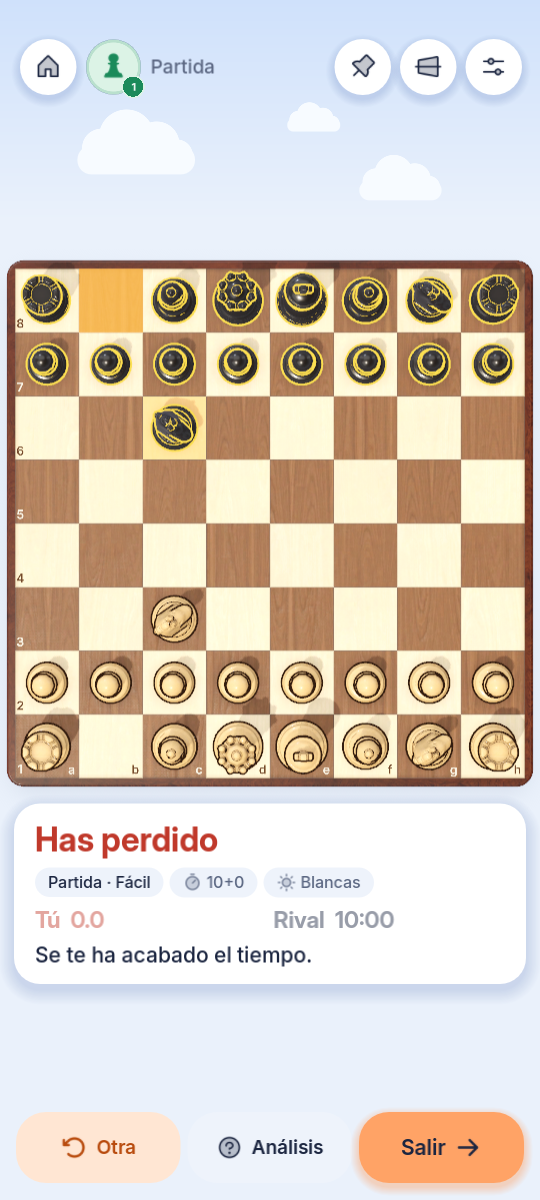 Partida
1
8
7
6
5
4
3
2
1 a b c d e f g h
Has perdido
Partida · Fácil 10+0 Blancas
Tú 0.0 Rival 10:00
Se te ha acabado el tiempo.
Otra Análisis Salir